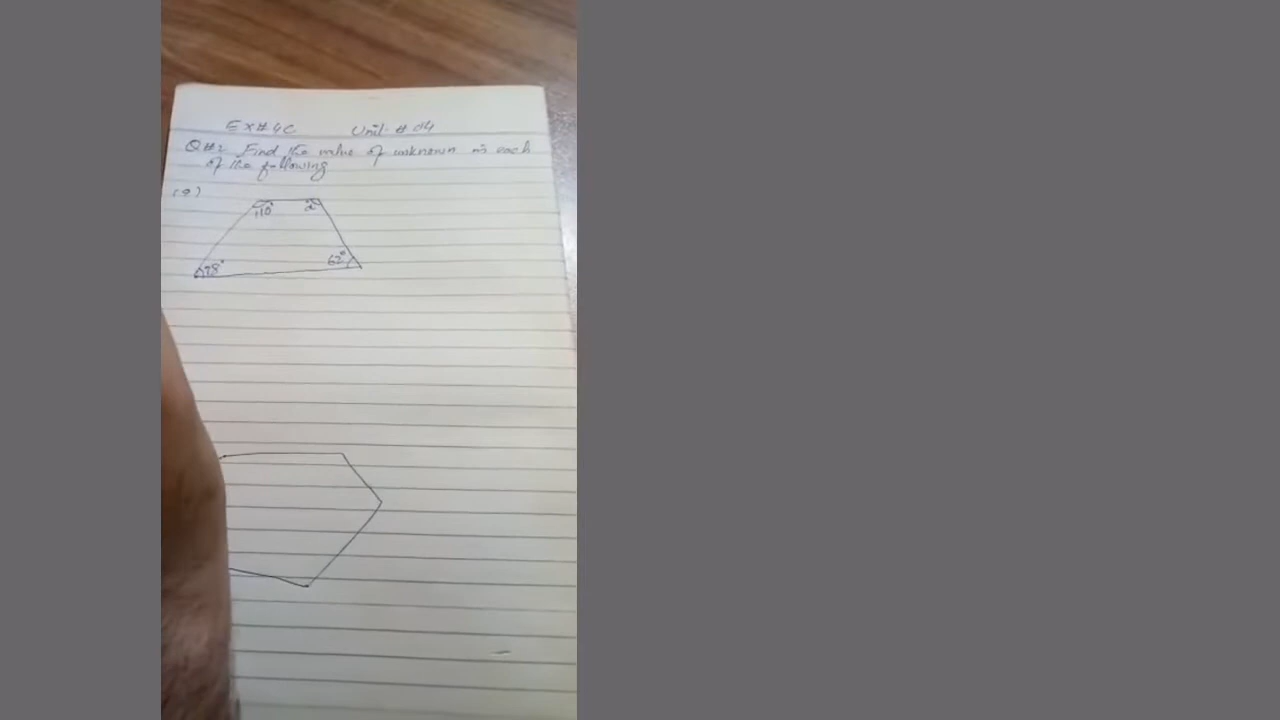 Ex# 4C Unit # 04
Q#2 Find the value of unknown in each
of the following
(a)
110° x
78° 62°